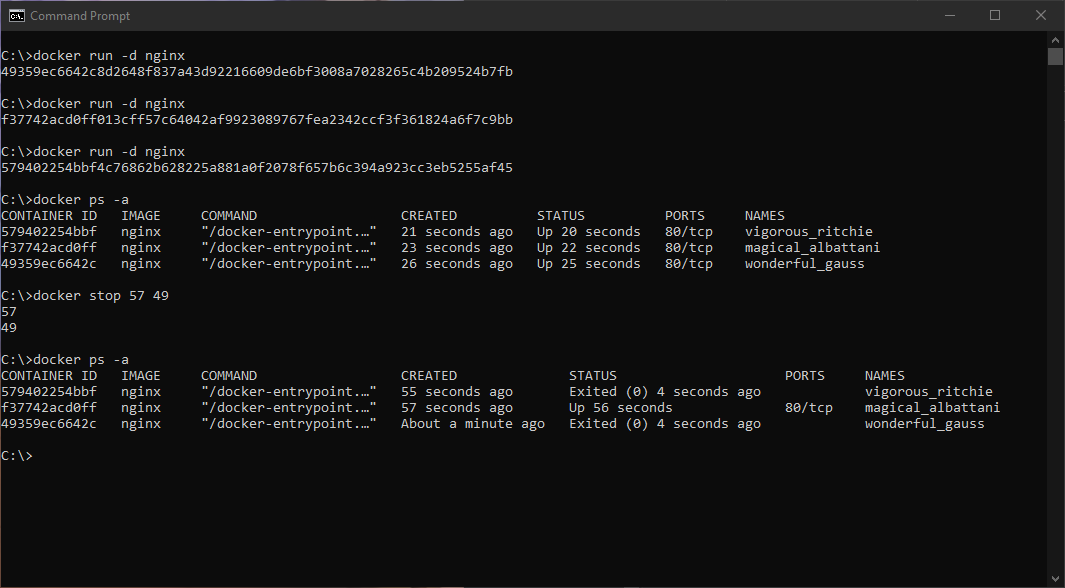 Command Prompt
C:\>docker run -d nginx
49359ec6642c8d2648f837a43d92216609de6bf3008a7028265c4b209524b7fb
C:\>docker run -d nginx
f37742acd0ff013cff57c64042af9923089767fea2342ccf3f361824a6f7c9bb
C:\>docker run -d nginx
579402254bbf4c76862b628225a881a0f2078f657b6c394a923cc3eb5255af45
C:\>docker ps -a
CONTAINER ID   IMAGE     COMMAND                  CREATED          STATUS          PORTS     NAMES
579402254bbf   nginx     "/docker-entrypoint.…"   21 seconds ago   Up 20 seconds   80/tcp    vigorous_ritchie
f37742acd0ff   nginx     "/docker-entrypoint.…"   23 seconds ago   Up 22 seconds   80/tcp    magical_albattani
49359ec6642c   nginx     "/docker-entrypoint.…"   26 seconds ago   Up 25 seconds   80/tcp    wonderful_gauss
C:\>docker stop 57 49
57
49
C:\>docker ps -a
CONTAINER ID   IMAGE     COMMAND                  CREATED              STATUS                     PORTS     NAMES
579402254bbf   nginx     "/docker-entrypoint.…"   55 seconds ago       Exited (0) 4 seconds ago             vigorous_ritchie
f37742acd0ff   nginx     "/docker-entrypoint.…"   57 seconds ago       Up 56 seconds              80/tcp    magical_albattani
49359ec6642c   nginx     "/docker-entrypoint.…"   About a minute ago   Exited (0) 4 seconds ago             wonderful_gauss
C:\>